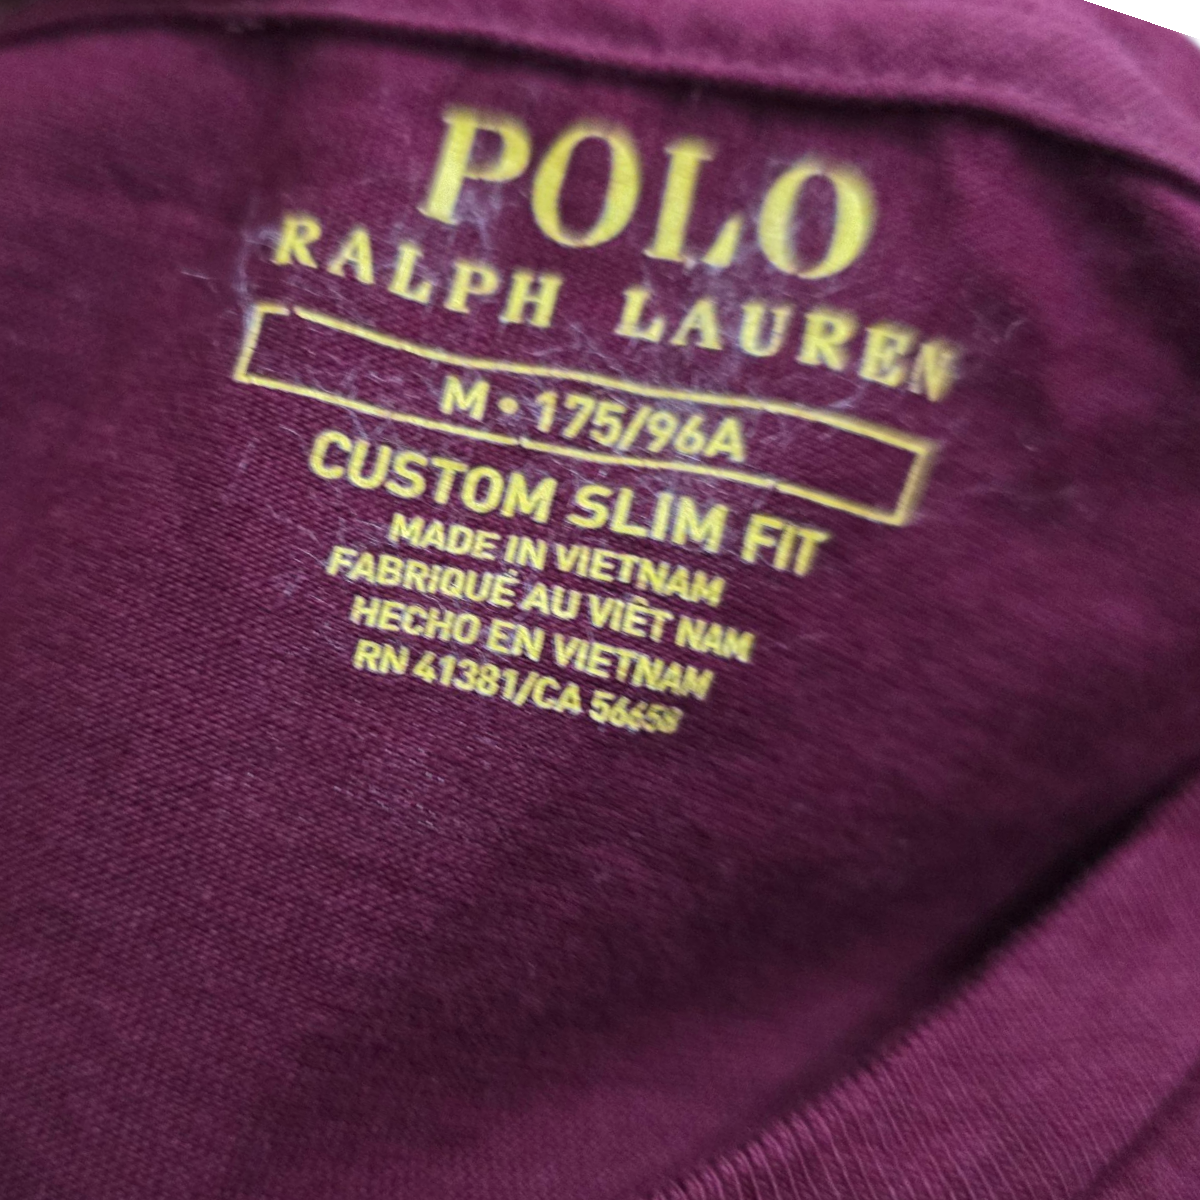 POLO
RALPH LAUREN
M • 175/96A
CUSTOM SLIM FIT
MADE IN VIETNAM
FABRIQUÉ AU VIÊT NAM
HECHO EN VIETNAM
RN 41381/CA 56658